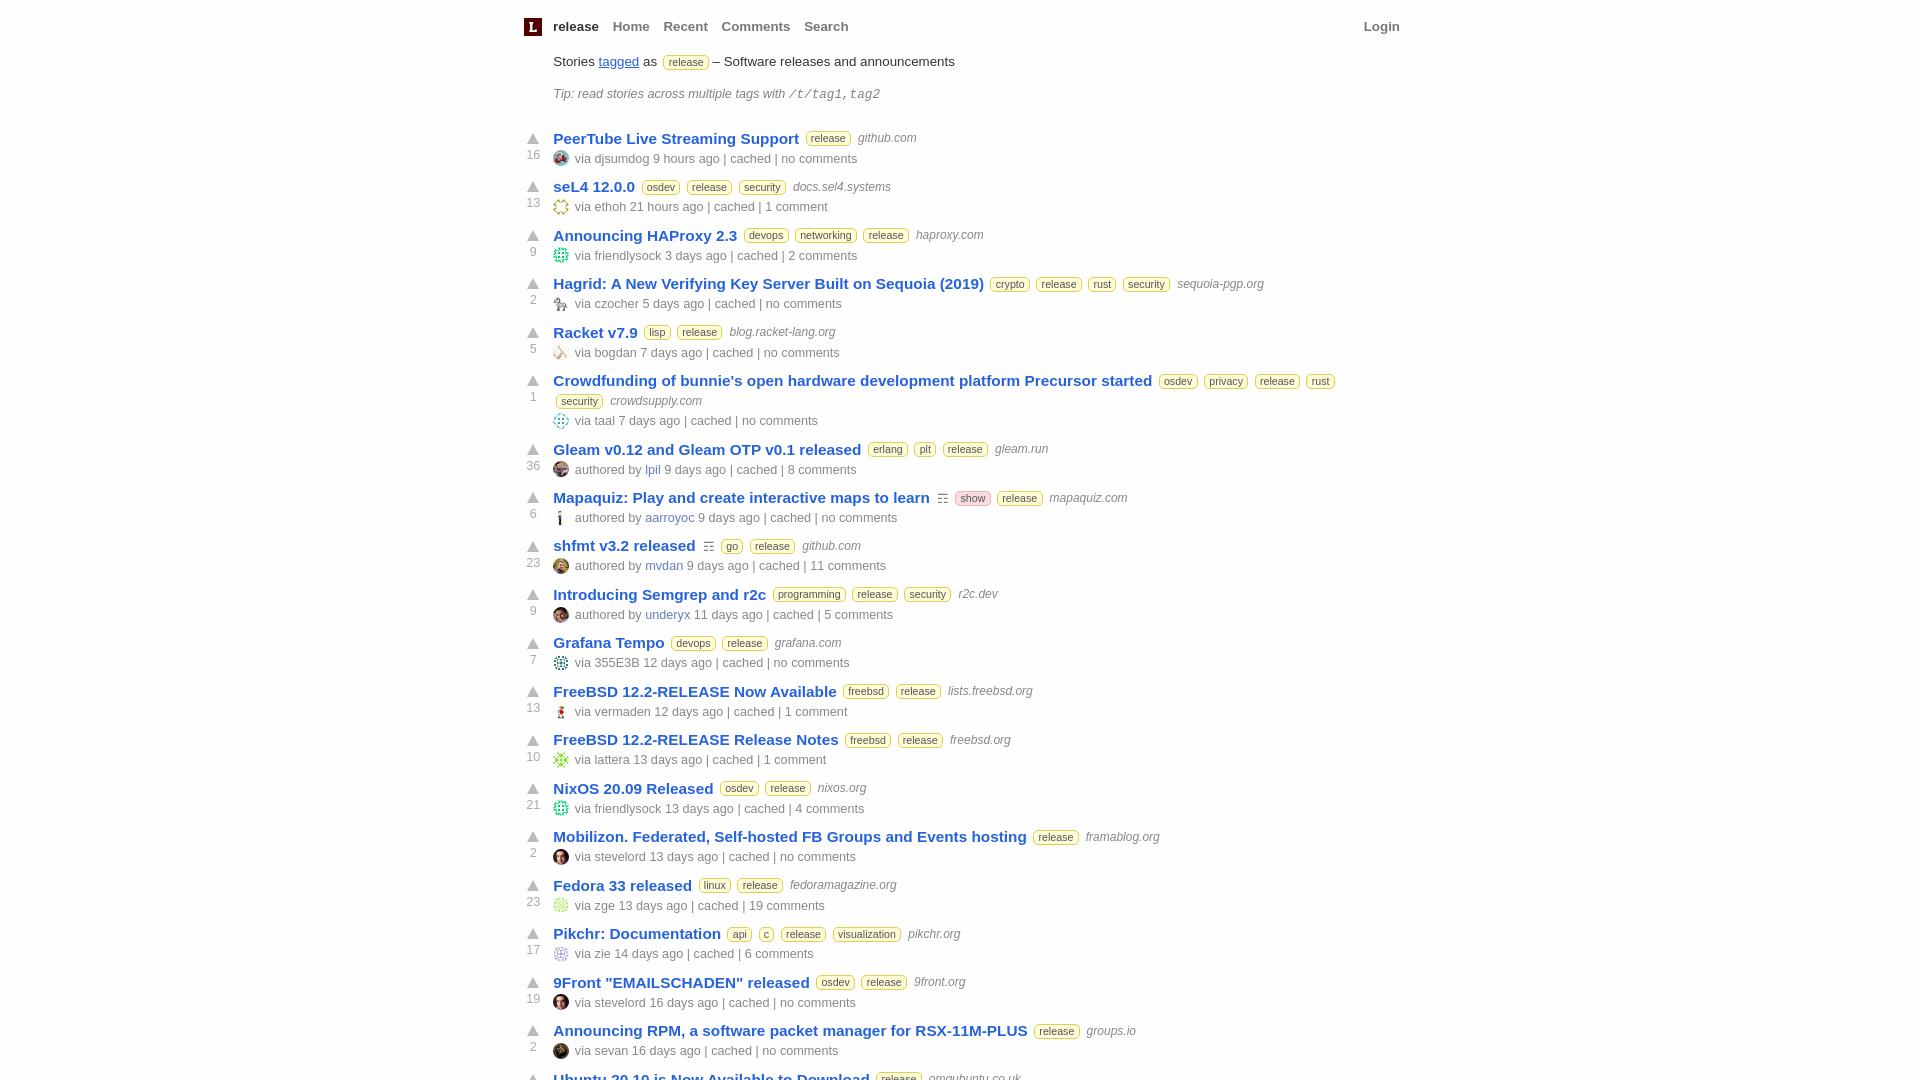 L release Home Recent Comments Search Login
Stories tagged as release – Software releases and announcements
Tip: read stories across multiple tags with /t/tag1,tag2
PeerTube Live Streaming Support release github.com
16 via djsumdog 9 hours ago | cached | no comments
seL4 12.0.0 osdev release security docs.sel4.systems
13 via ethoh 21 hours ago | cached | 1 comment
Announcing HAProxy 2.3 devops networking release haproxy.com
9 via friendlysock 3 days ago | cached | 2 comments
Hagrid: A New Verifying Key Server Built on Sequoia (2019) crypto release rust security sequoia-pgp.org
2 via czocher 5 days ago | cached | no comments
Racket v7.9 lisp release blog.racket-lang.org
5 via bogdan 7 days ago | cached | no comments
Crowdfunding of bunnie's open hardware development platform Precursor started osdev privacy release rust
1 security crowdsupply.com
via taal 7 days ago | cached | no comments
Gleam v0.12 and Gleam OTP v0.1 released erlang plt release gleam.run
36 authored by lpil 9 days ago | cached | 8 comments
Mapaquiz: Play and create interactive maps to learn ☶ show release mapaquiz.com
6 authored by aarroyoc 9 days ago | cached | no comments
shfmt v3.2 released ☶ go release github.com
23 authored by mvdan 9 days ago | cached | 11 comments
Introducing Semgrep and r2c programming release security r2c.dev
9 authored by underyx 11 days ago | cached | 5 comments
Grafana Tempo devops release grafana.com
7 via 355E3B 12 days ago | cached | no comments
FreeBSD 12.2-RELEASE Now Available freebsd release lists.freebsd.org
13 via vermaden 12 days ago | cached | 1 comment
FreeBSD 12.2-RELEASE Release Notes freebsd release freebsd.org
10 via lattera 13 days ago | cached | 1 comment
NixOS 20.09 Released osdev release nixos.org
21 via friendlysock 13 days ago | cached | 4 comments
Mobilizon. Federated, Self-hosted FB Groups and Events hosting release framablog.org
2 via stevelord 13 days ago | cached | no comments
Fedora 33 released linux release fedoramagazine.org
23 via zge 13 days ago | cached | 19 comments
Pikchr: Documentation api c release visualization pikchr.org
17 via zie 14 days ago | cached | 6 comments
9Front "EMAILSCHADEN" released osdev release 9front.org
19 via stevelord 16 days ago | cached | no comments
Announcing RPM, a software packet manager for RSX-11M-PLUS release groups.io
2 via sevan 16 days ago | cached | no comments
Ubuntu 20.10 is Now Available to Download release omgubuntu.co.uk